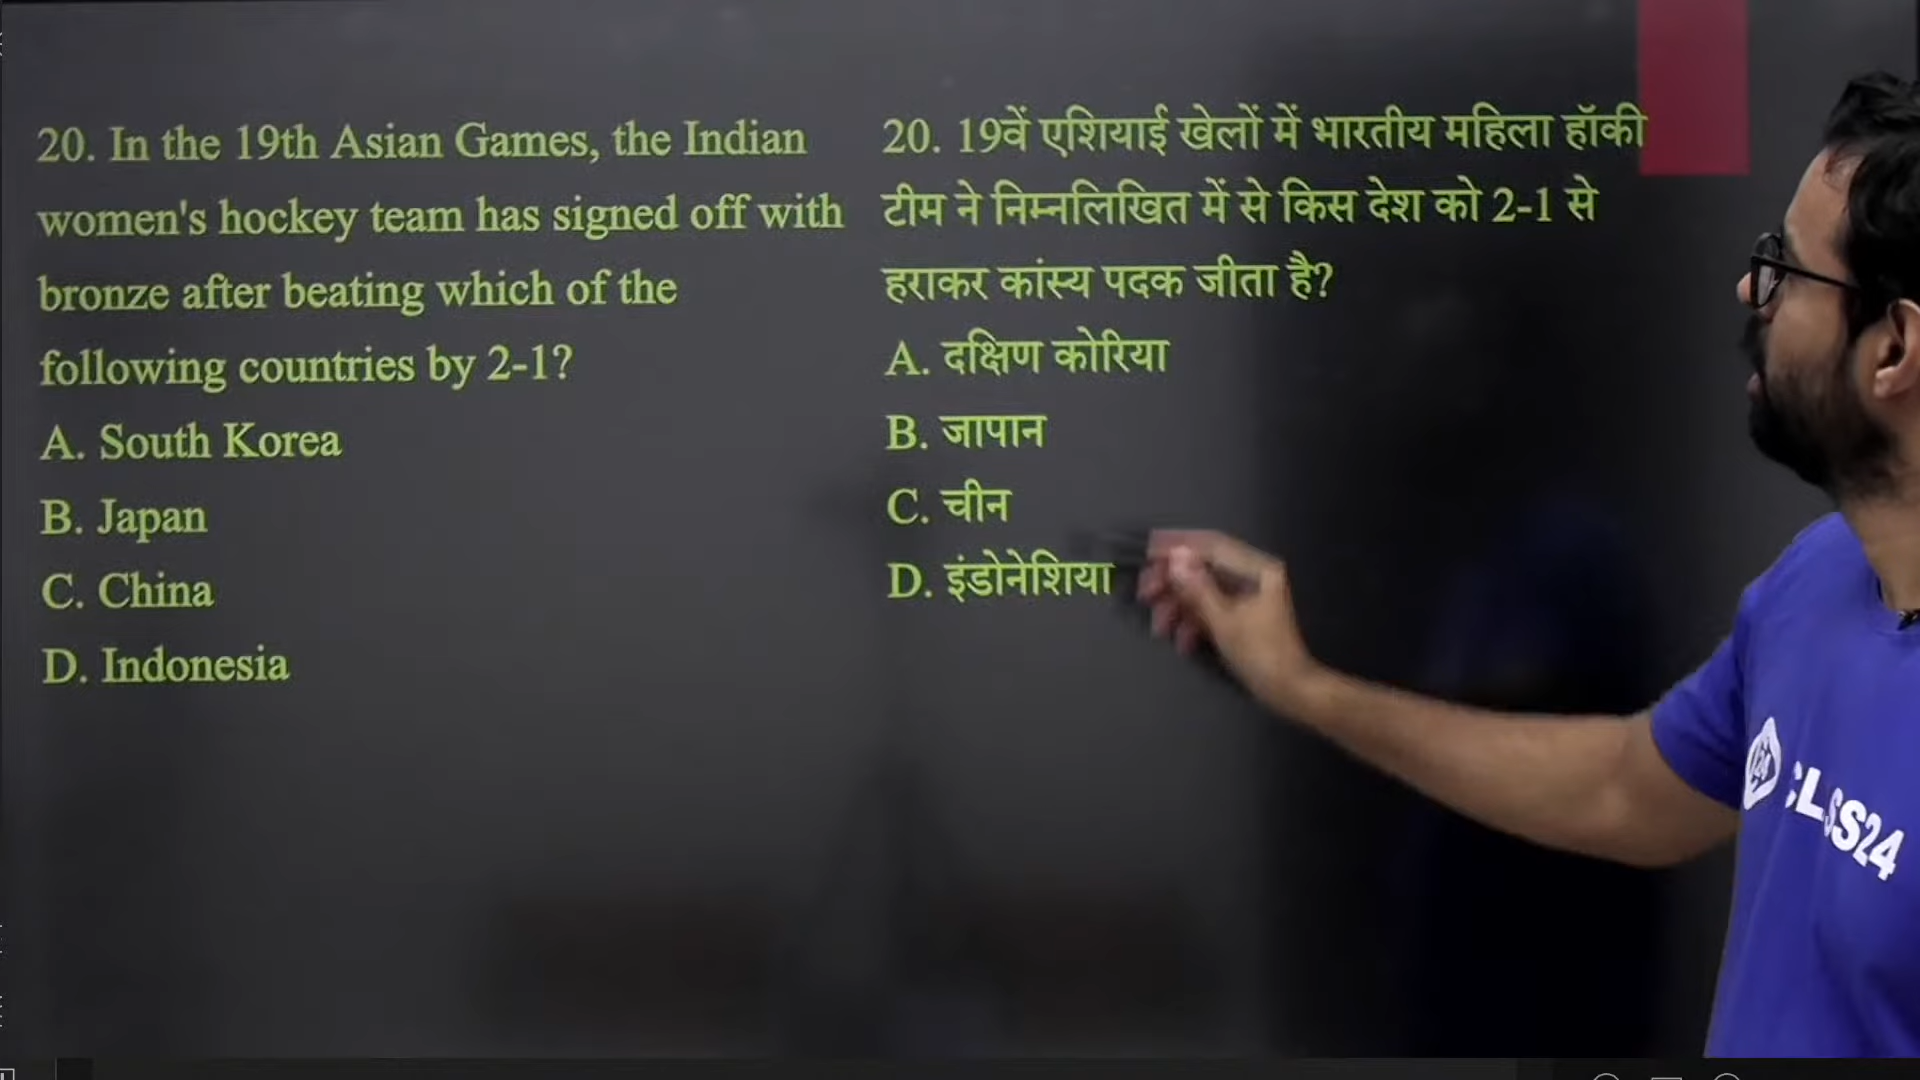 20. In the 19th Asian Games, the Indian
women's hockey team has signed off with
bronze after beating which of the
following countries by 2-1?
A. South Korea
B. Japan
C. China
D. Indonesia
20. 19वें एशियाई खेलों में भारतीय महिला हॉकी
टीम ने निम्नलिखित में से किस देश को 2-1 से
हराकर कांस्य पदक जीता है?
A. दक्षिण कोरिया
B. जापान
C. चीन
D. इंडोनेशिया